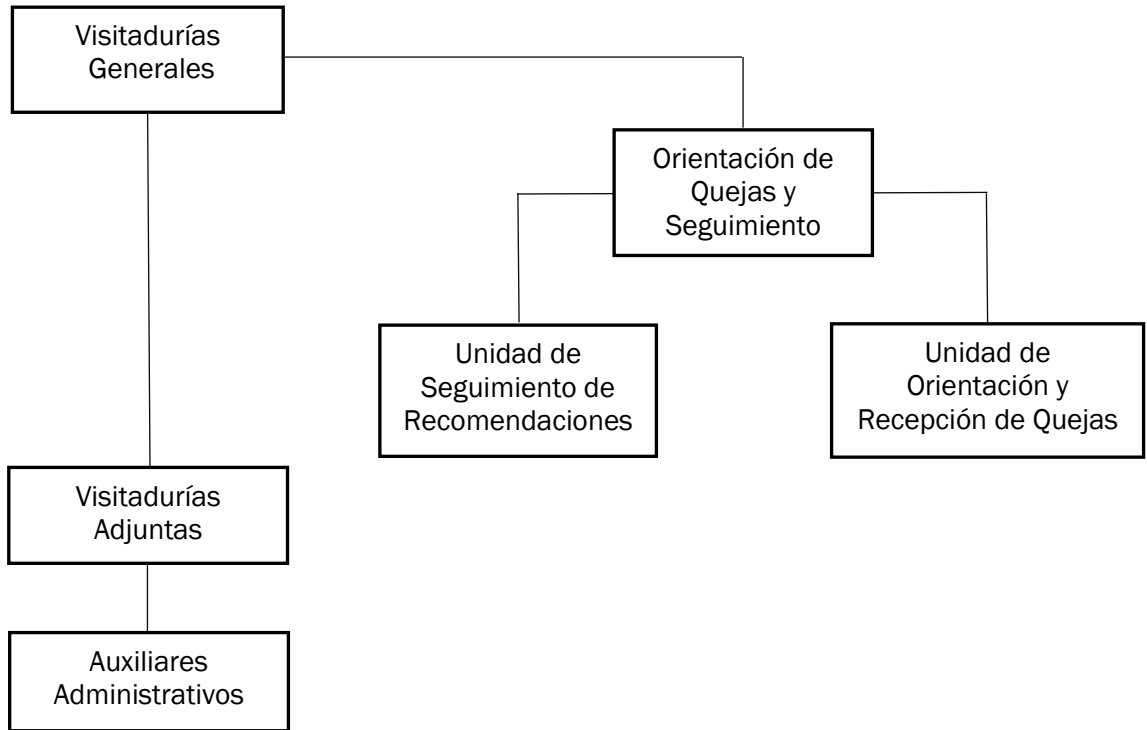 Visitadurías
Generales
Orientación de
Quejas y
Seguimiento
Unidad de
Seguimiento de
Recomendaciones
Unidad de
Orientación y
Recepción de Quejas
Visitadurías
Adjuntas
Auxiliares
Administrativos